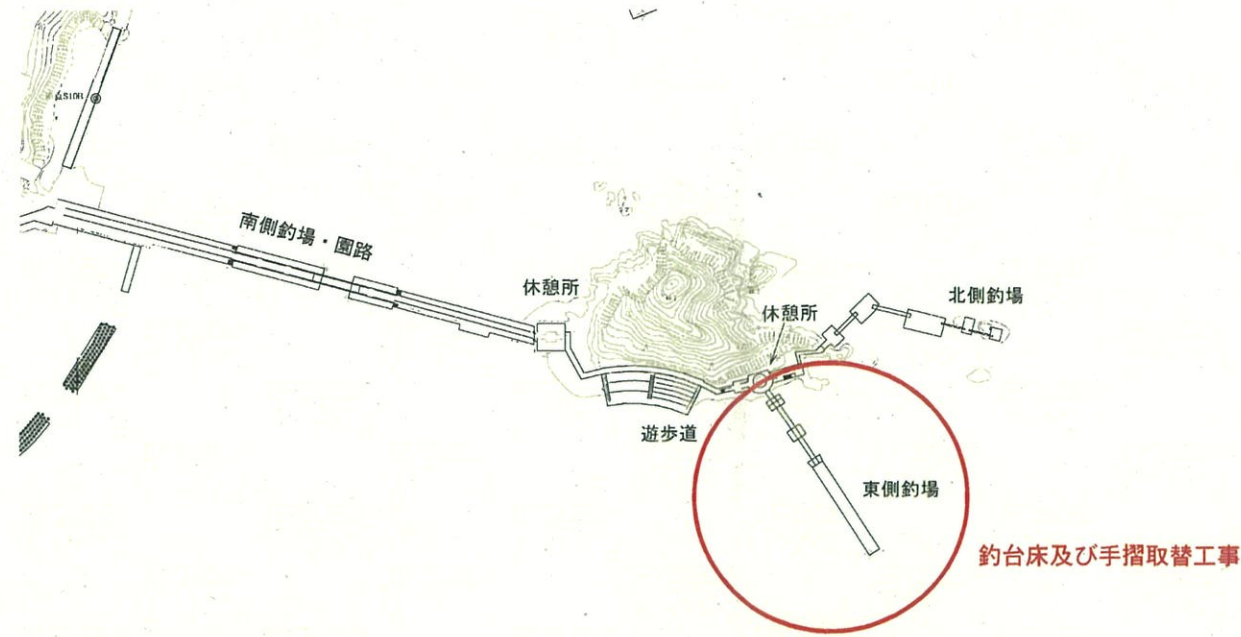 南側釣場・園路
休憩所
休憩所
北側釣場
遊歩道
東側釣場
釣台床及び手摺取替工事